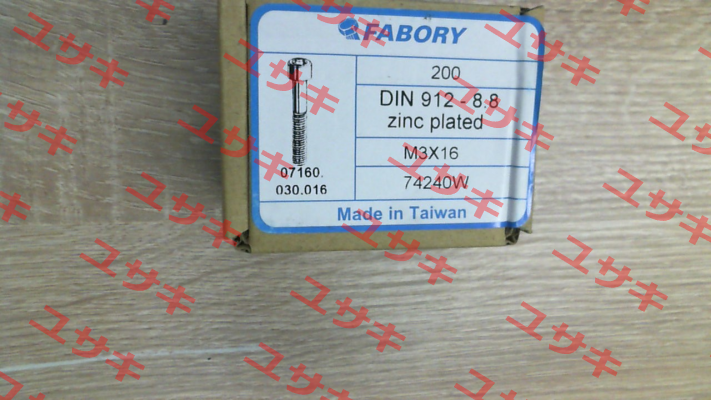 FABORY
200
DIN 912 - 8.8
zinc plated
M3X16
07160.
030.016
74240W
Made in Taiwan
ユサキ